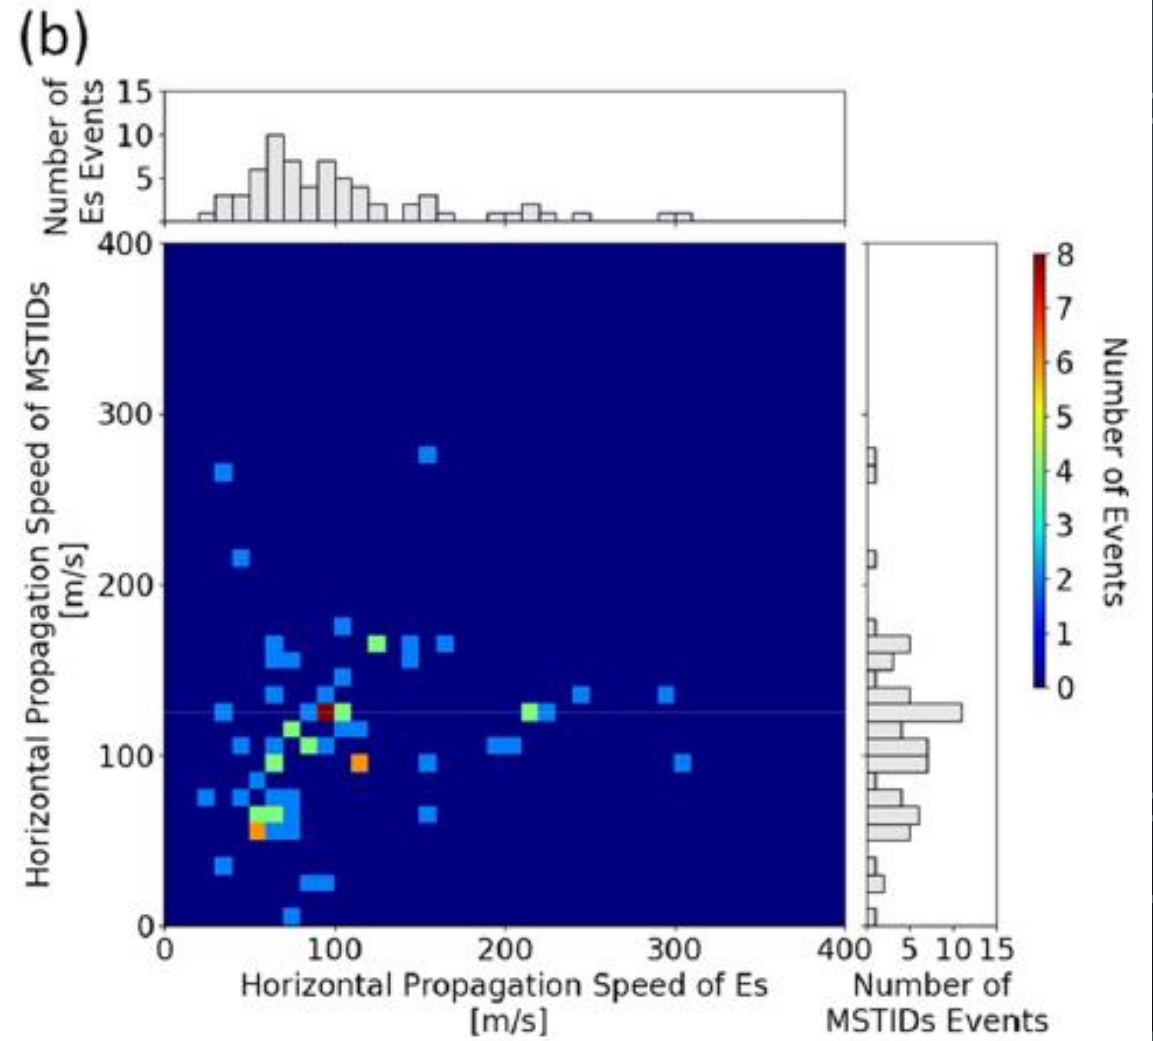 (b)
Number of
Es Events
15
10
5
Horizontal Propagation Speed of MSTIDs
[m/s]
400
300
200
100
0
0 100 200 300 400
Horizontal Propagation Speed of Es
[m/s]
0 5 10 15
Number of
MSTIDs Events
8
7
6
5
4
3
2
1
0
Number of Events